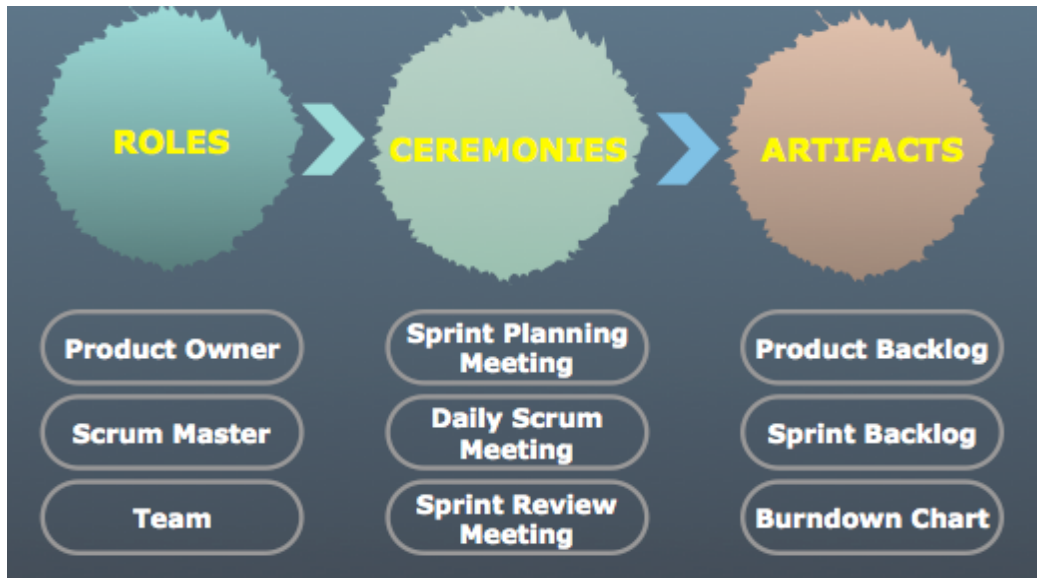 ROLES
CEREMONIES
ARTIFACTS
Product Owner
Sprint Planning
Meeting
Product Backlog
Scrum Master
Daily Scrum
Meeting
Sprint Backlog
Team
Sprint Review
Meeting
Burndown Chart